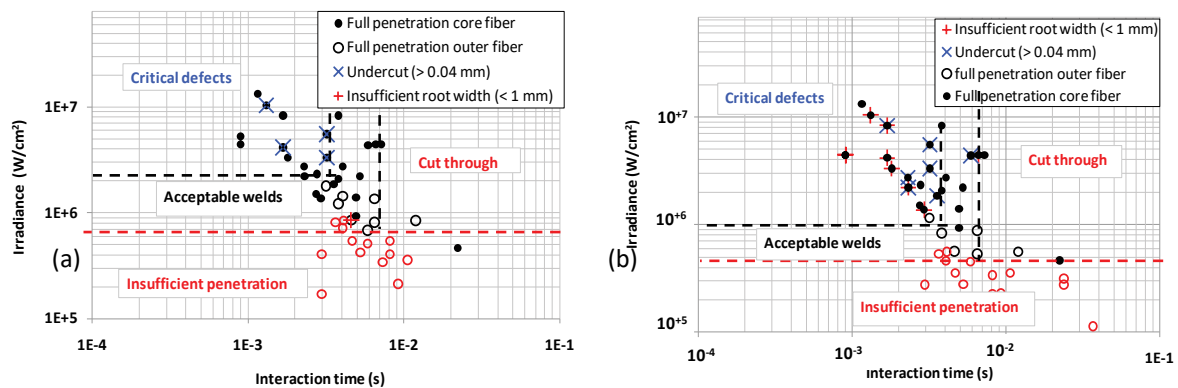 Full penetration core fiber
Full penetration outer fiber
Undercut (> 0.04 mm)
Insufficient root width (< 1 mm)
Critical defects
Cut through
Acceptable welds
Insufficient penetration
1E+7
1E+6
1E+5
Irradiance (W/cm²)
(a)
1E-4
1E-3
1E-2
1E-1
Interaction time (s)
Insufficient root width (< 1 mm)
Undercut (> 0.04 mm)
full penetration outer fiber
Full penetration core fiber
Critical defects
Cut through
Acceptable welds
Insufficient penetration
10+7
10+6
10+5
Irradiance (W/cm²)
(b)
10-4
10-3
10-2
1E-1
Interaction time (s)